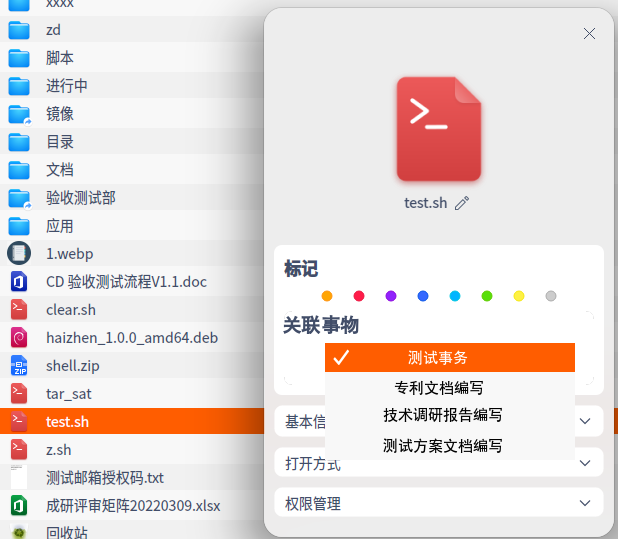 xxxx
zd
脚本
进行中
镜像
目录
文档
验收测试部
应用
1.webp
CD 验收测试流程V1.1.doc
clear.sh
haizhen_1.0.0_amd64.deb
shell.zip
tar_sat
test.sh
z.sh
测试邮箱授权码.txt
成研评审矩阵20220309.xlsx
回收站
test.sh
标记
关联事物
测试事务
专利文档编写
技术调研报告编写
测试方案文档编写
基本信
打开方式
权限管理